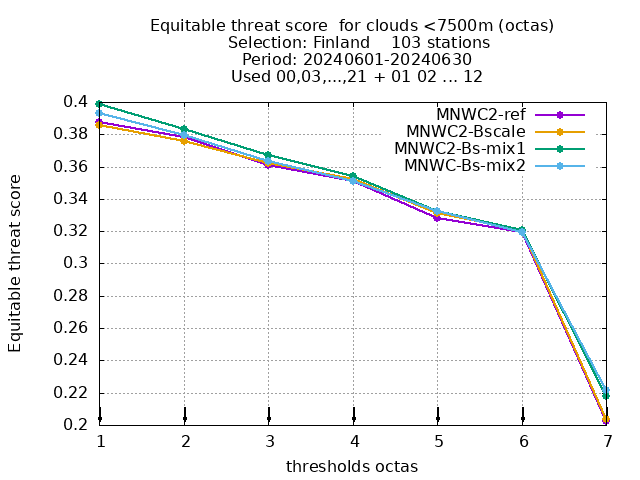 Equitable threat score  for clouds <7500m (octas)
Selection: Finland    103 stations
Period: 20240601-20240630
Used 00,03,...,21 + 01 02 ... 12
MNWC2-ref
MNWC2-Bscale
MNWC2-Bs-mix1
MNWC-Bs-mix2
Equitable threat score
0.4
0.38
0.36
0.34
0.32
0.3
0.28
0.26
0.24
0.22
0.2
1 2 3 4 5 6 7
thresholds octas